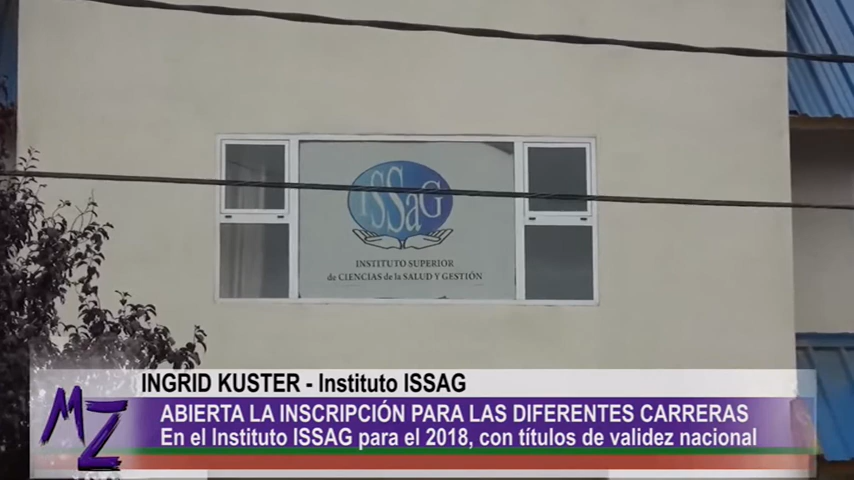 ISSaG
INSTITUTO SUPERIOR
de CIENCIAS de la SALUD Y GESTIÓN
INGRID KUSTER - Instituto ISSAG
ABIERTA LA INSCRIPCIÓN PARA LAS DIFERENTES CARRERAS
En el Instituto ISSAG para el 2018, con títulos de validez nacional
MZ